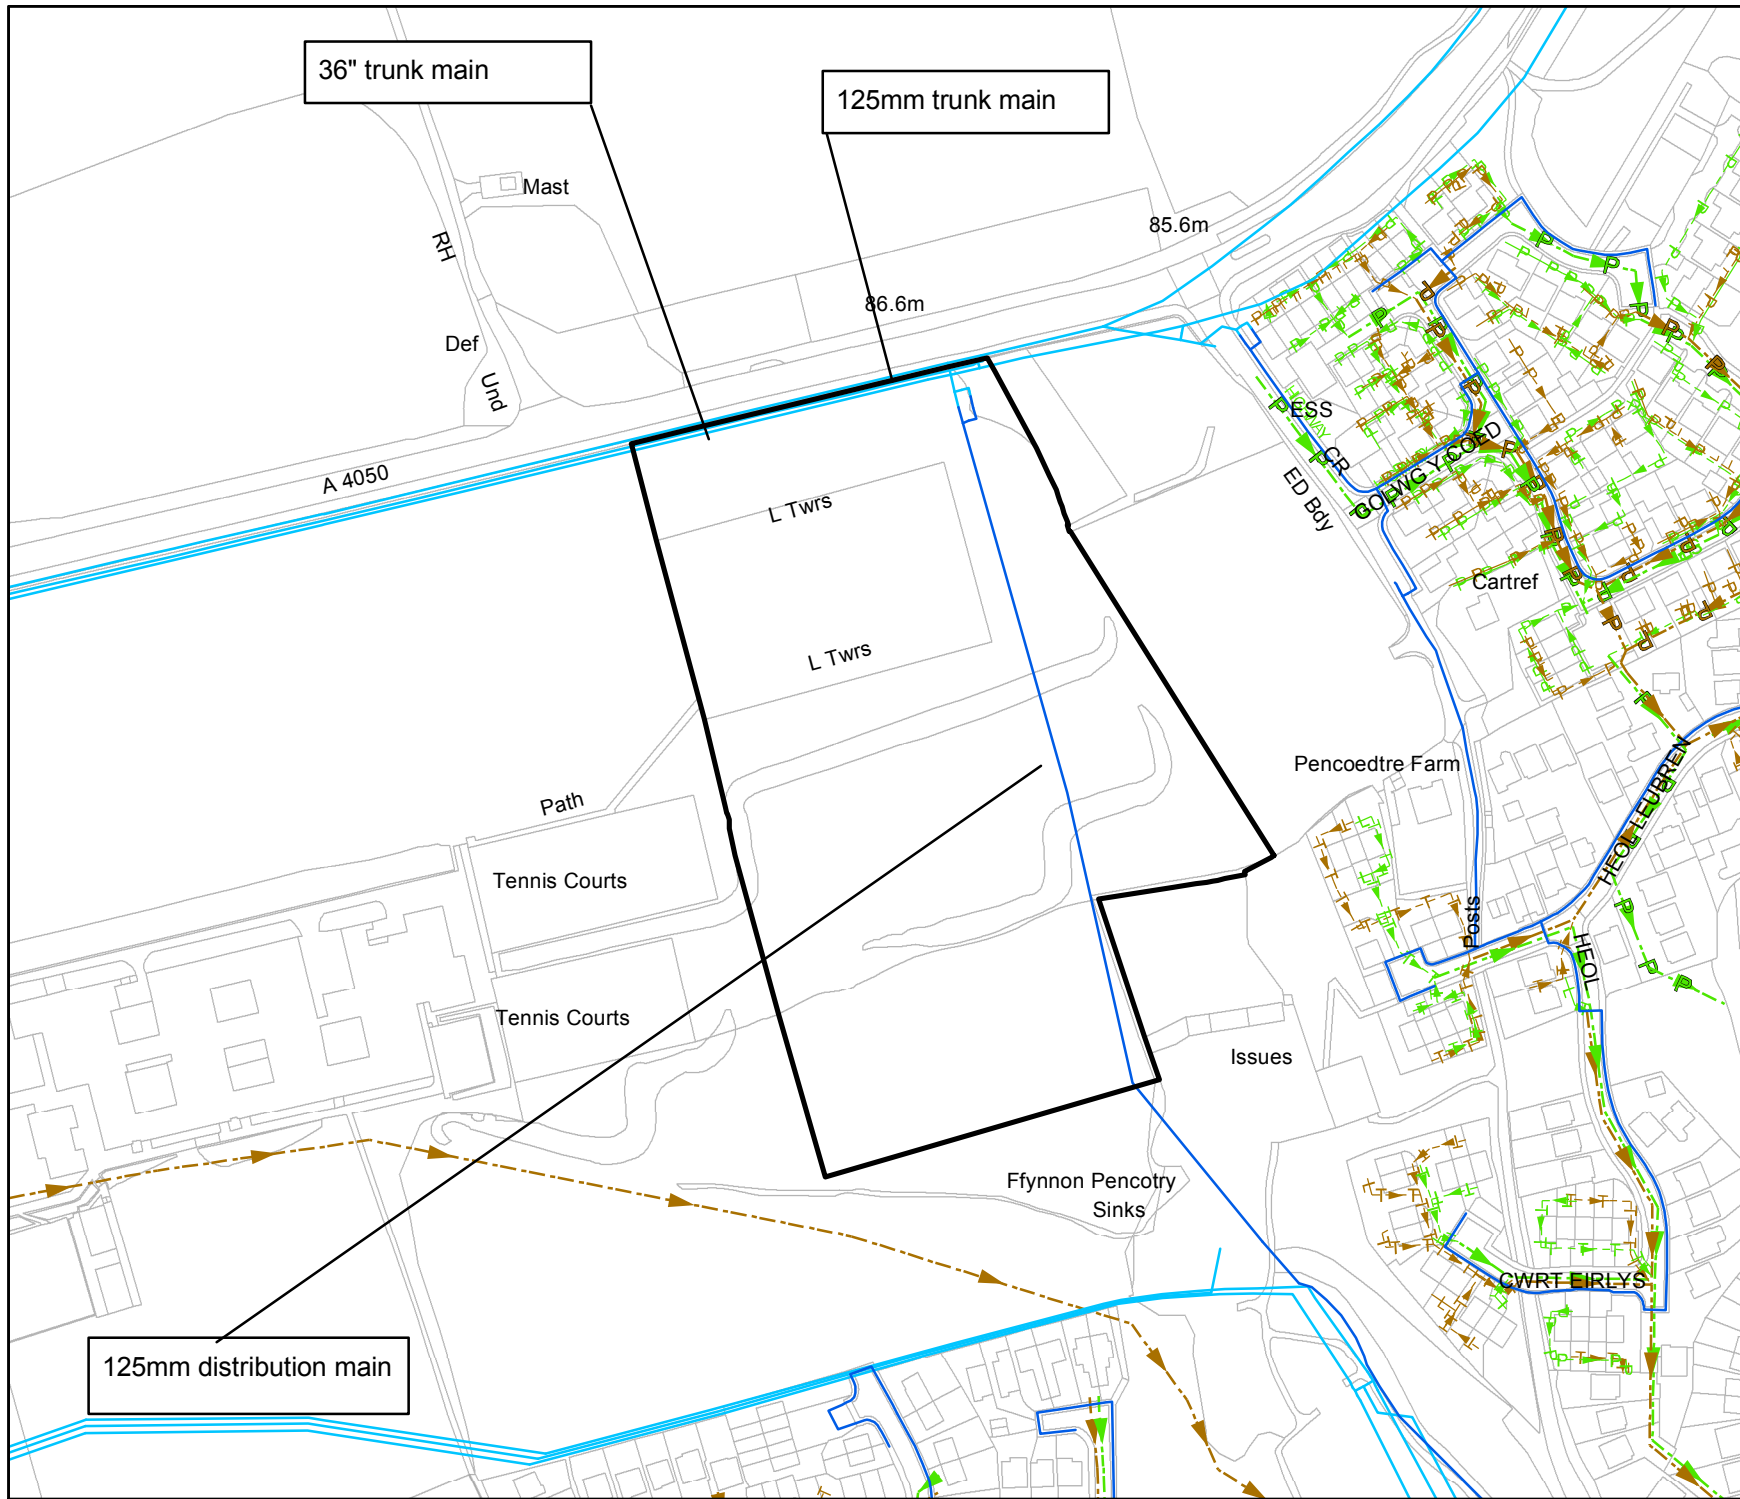 36" trunk main
125mm trunk main
Mast
85.6m
RH
86.6m
Def
Und
ESS
A 4050
CR
GOLWG Y COED
L Twrs
ED Bdy
Cartref
L Twrs
Pencoedtre Farm
Path
HEOL LEUBREN
Tennis Courts
Posts
HEOL
Tennis Courts
Issues
Ffynnon Pencotry
Sinks
CWRT EIRLYS
125mm distribution main